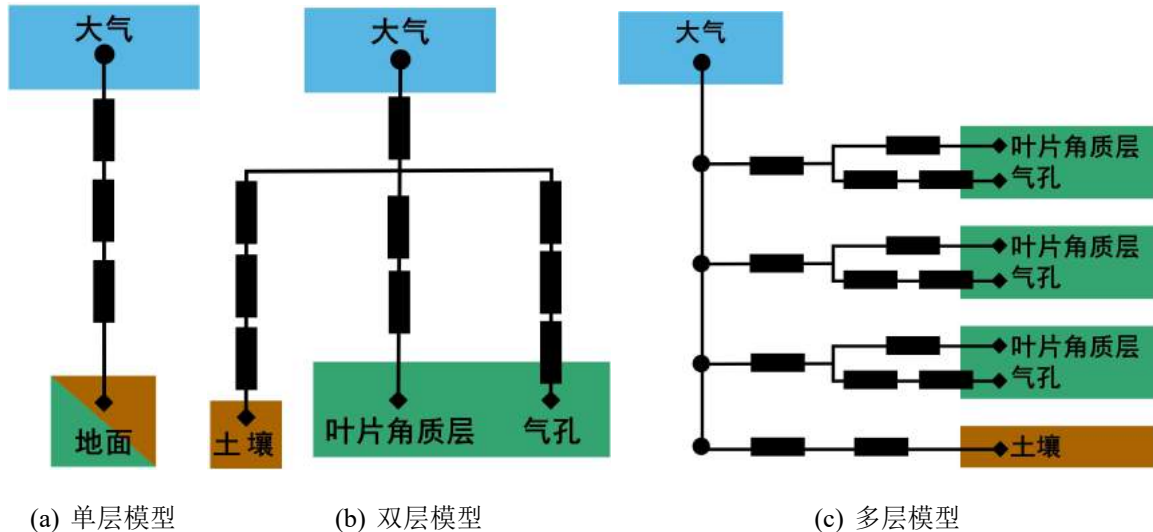 大气
地面
大气
土壤
叶片角质层
气孔
大气
叶片角质层
气孔
叶片角质层
气孔
叶片角质层
气孔
土壤
(a) 单层模型
(b) 双层模型
(c) 多层模型